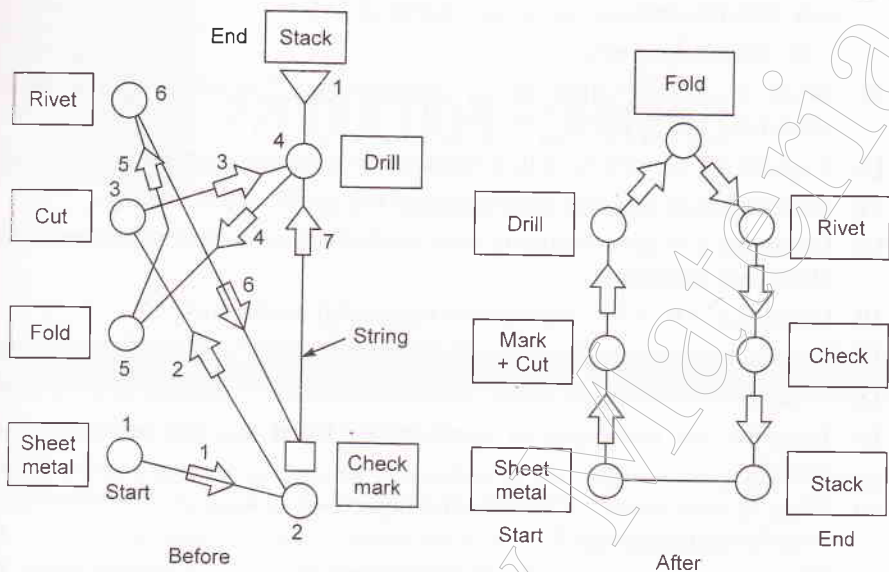 End
Stack
1
Rivet
6
4
Drill
5
3
3
Cut
4
7
6
String
Fold
5
2
1
Sheet
metal
1
Start
Check
mark
2
Before
Fold
Drill
Rivet
Mark
+ Cut
Check
Sheet
metal
Stack
Start
End
After
Materia